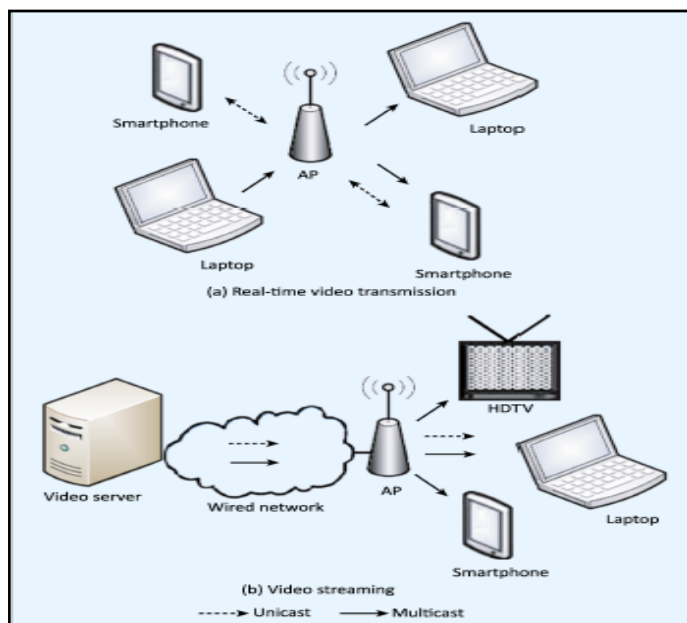 Smartphone
Laptop
AP
Laptop
Smartphone
(a) Real-time video transmission
HDTV
Video server
Wired network
AP
Laptop
Smartphone
(b) Video streaming
Unicast Multicast